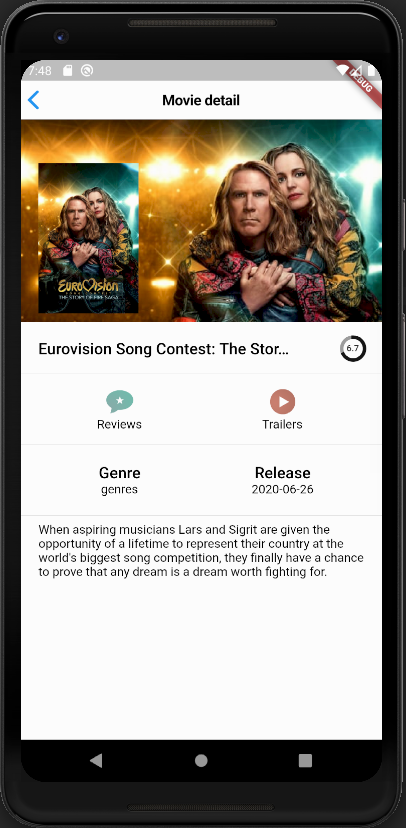 7:48
DEBUG
Movie detail
EUROVISION
SONG CONTEST
THE STORY OF FIRE SAGA
Eurovision Song Contest: The Stor...
6.7
Reviews
Trailers
Genre
Release
genres
2020-06-26
When aspiring musicians Lars and Sigrit are given the
opportunity of a lifetime to represent their country at the
world's biggest song competition, they finally have a chance
to prove that any dream is a dream worth fighting for.